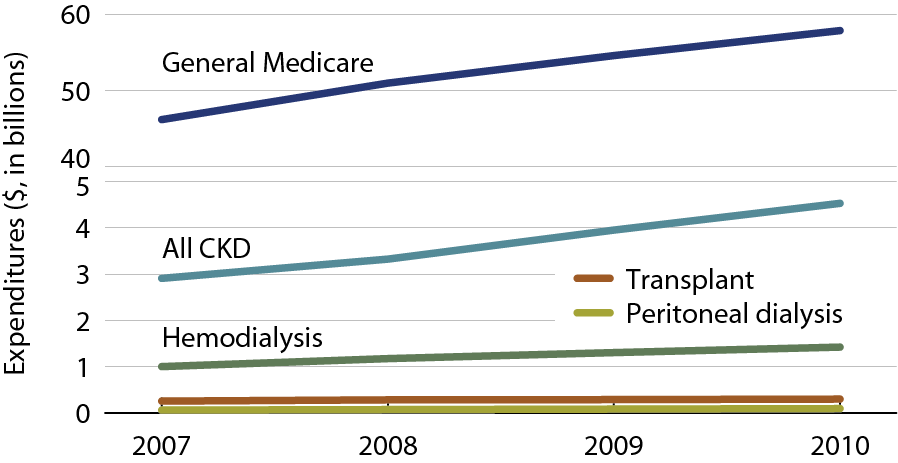 Expenditures ($, in billions)
60
General Medicare
50
40
5
4
All CKD
3
Transplant
Peritoneal dialysis
2
Hemodialysis
1
0
2007 2008 2009 2010